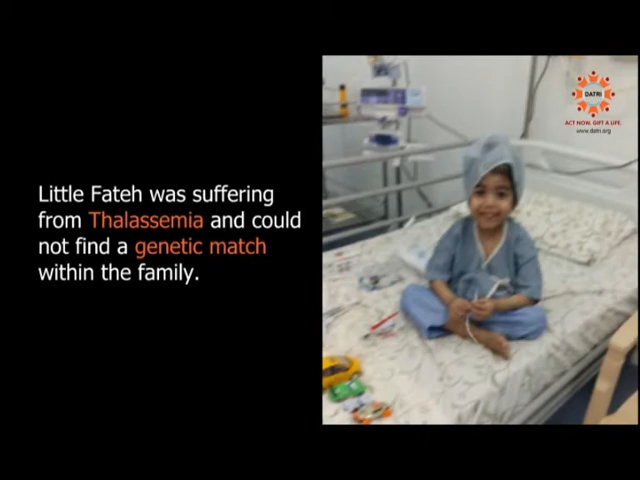 DATRI
ACT NOW. GIFT A LIFE.
www.datri.org
Little Fateh was suffering
from Thalassemia and could
not find a genetic match
within the family.